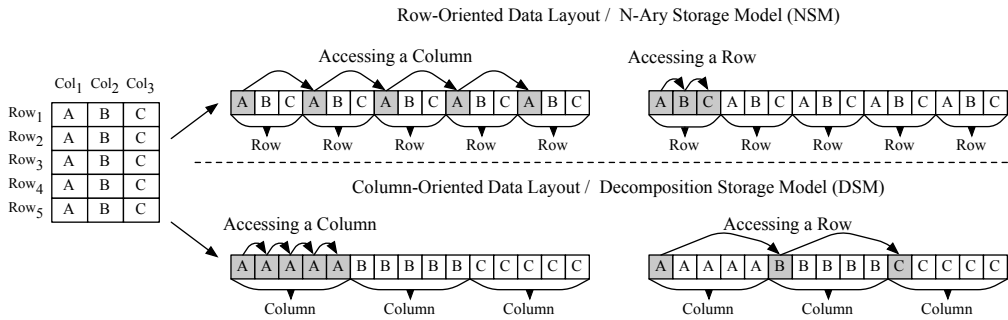 Row-Oriented Data Layout / N-Ary Storage Model (NSM)
Accessing a Column
Accessing a Row
Col1 Col2 Col3
Row1 A B C
Row2 A B C
Row3 A B C
Row4 A B C
Row5 A B C
A B C A B C A B C A B C A B C
A B C A B C A B C A B C A B C
Row Row Row Row Row
Row Row Row Row Row
Column-Oriented Data Layout / Decomposition Storage Model (DSM)
Accessing a Column
Accessing a Row
A A A A A B B B B B C C C C C
A A A A A B B B B B C C C C C
Column Column Column
Column Column Column